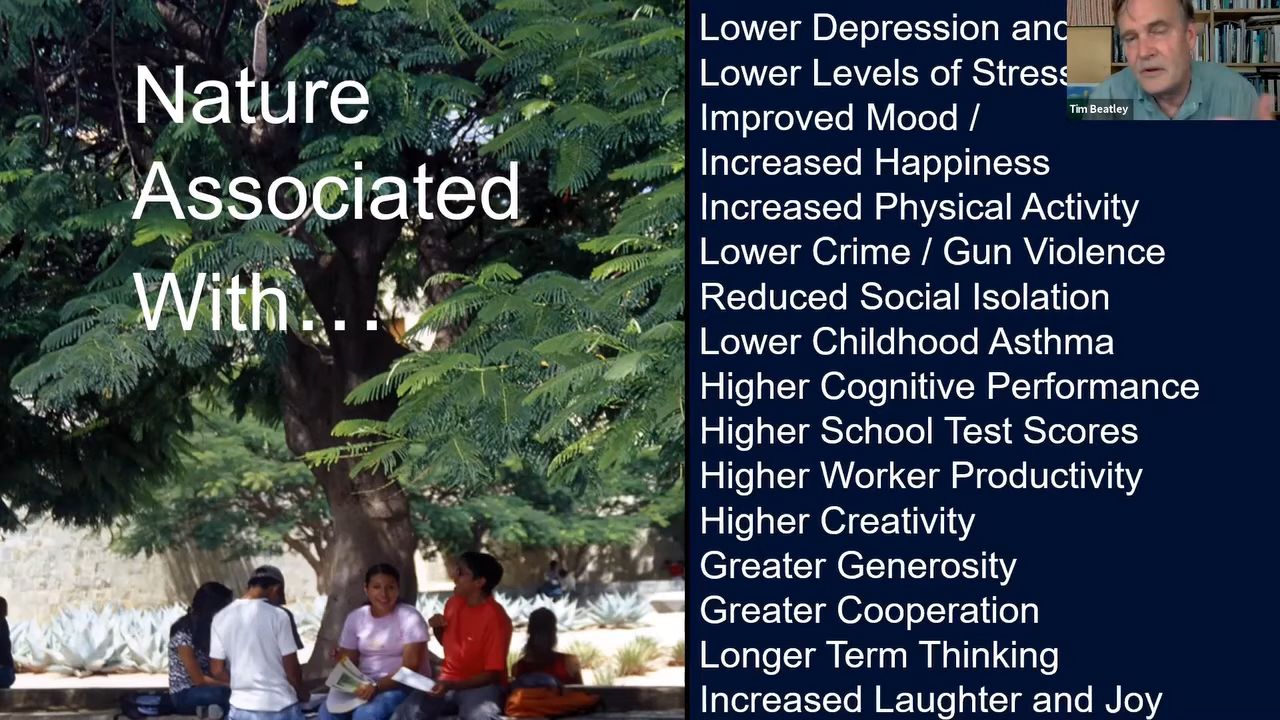 Nature
Associated
With...
Lower Depression and
Lower Levels of Stress
Improved Mood /
Increased Happiness
Increased Physical Activity
Lower Crime / Gun Violence
Reduced Social Isolation
Lower Childhood Asthma
Higher Cognitive Performance
Higher School Test Scores
Higher Worker Productivity
Higher Creativity
Greater Generosity
Greater Cooperation
Longer Term Thinking
Increased Laughter and Joy
Tim Beatley